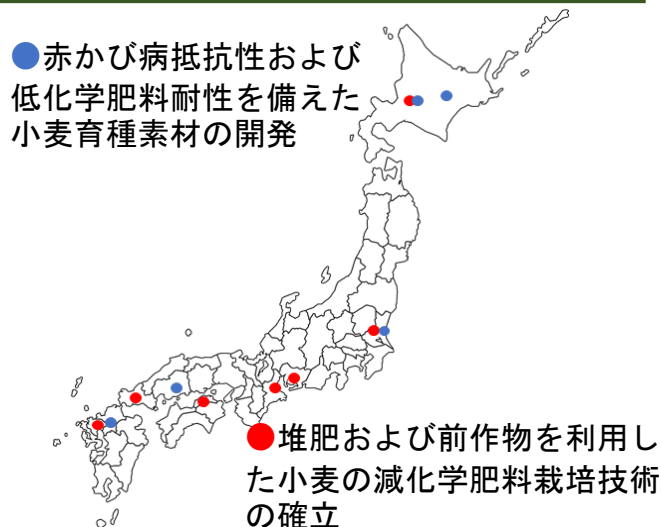 ●赤かび病抵抗性および
低化学肥料耐性を備えた
小麦育種素材の開発
●堆肥および前作物を利用し
た小麦の減化学肥料栽培技術
の確立